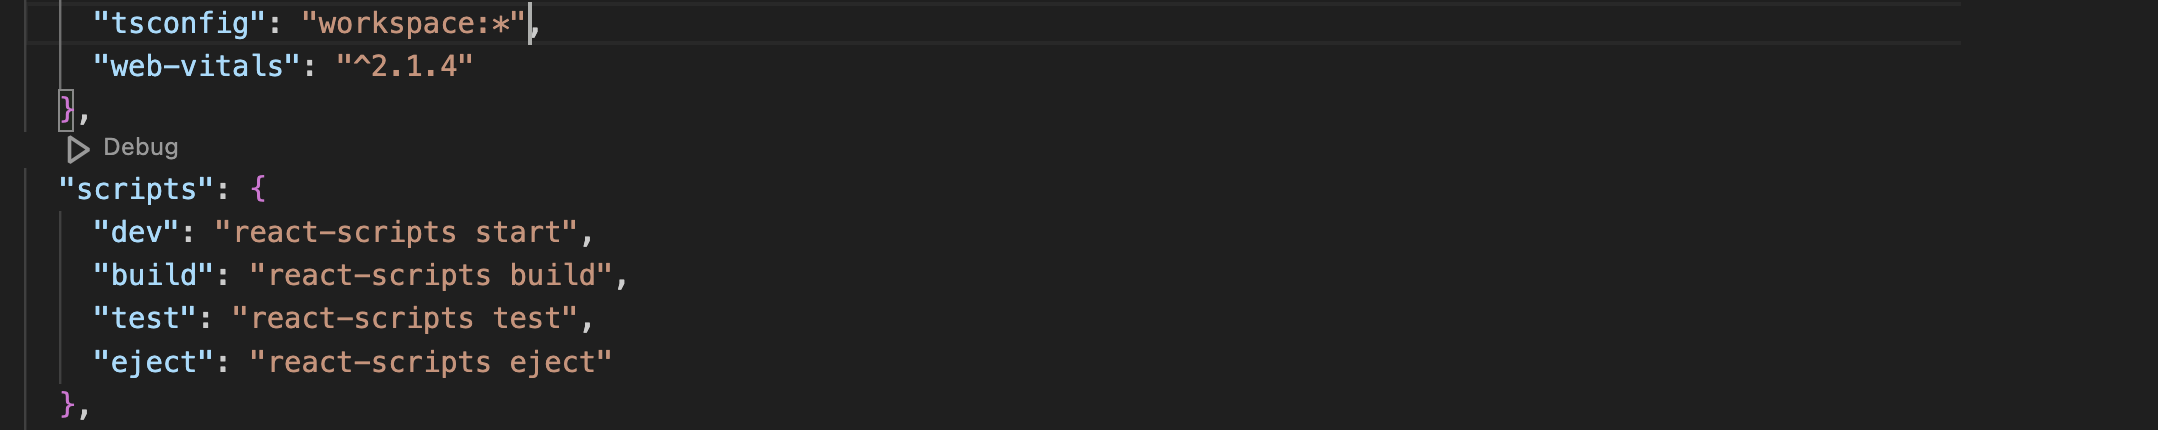 "tsconfig": "workspace:*",
"web-vitals": "^2.1.4"
},
Debug
"scripts": {
"dev": "react-scripts start",
"build": "react-scripts build",
"test": "react-scripts test",
"eject": "react-scripts eject"
},